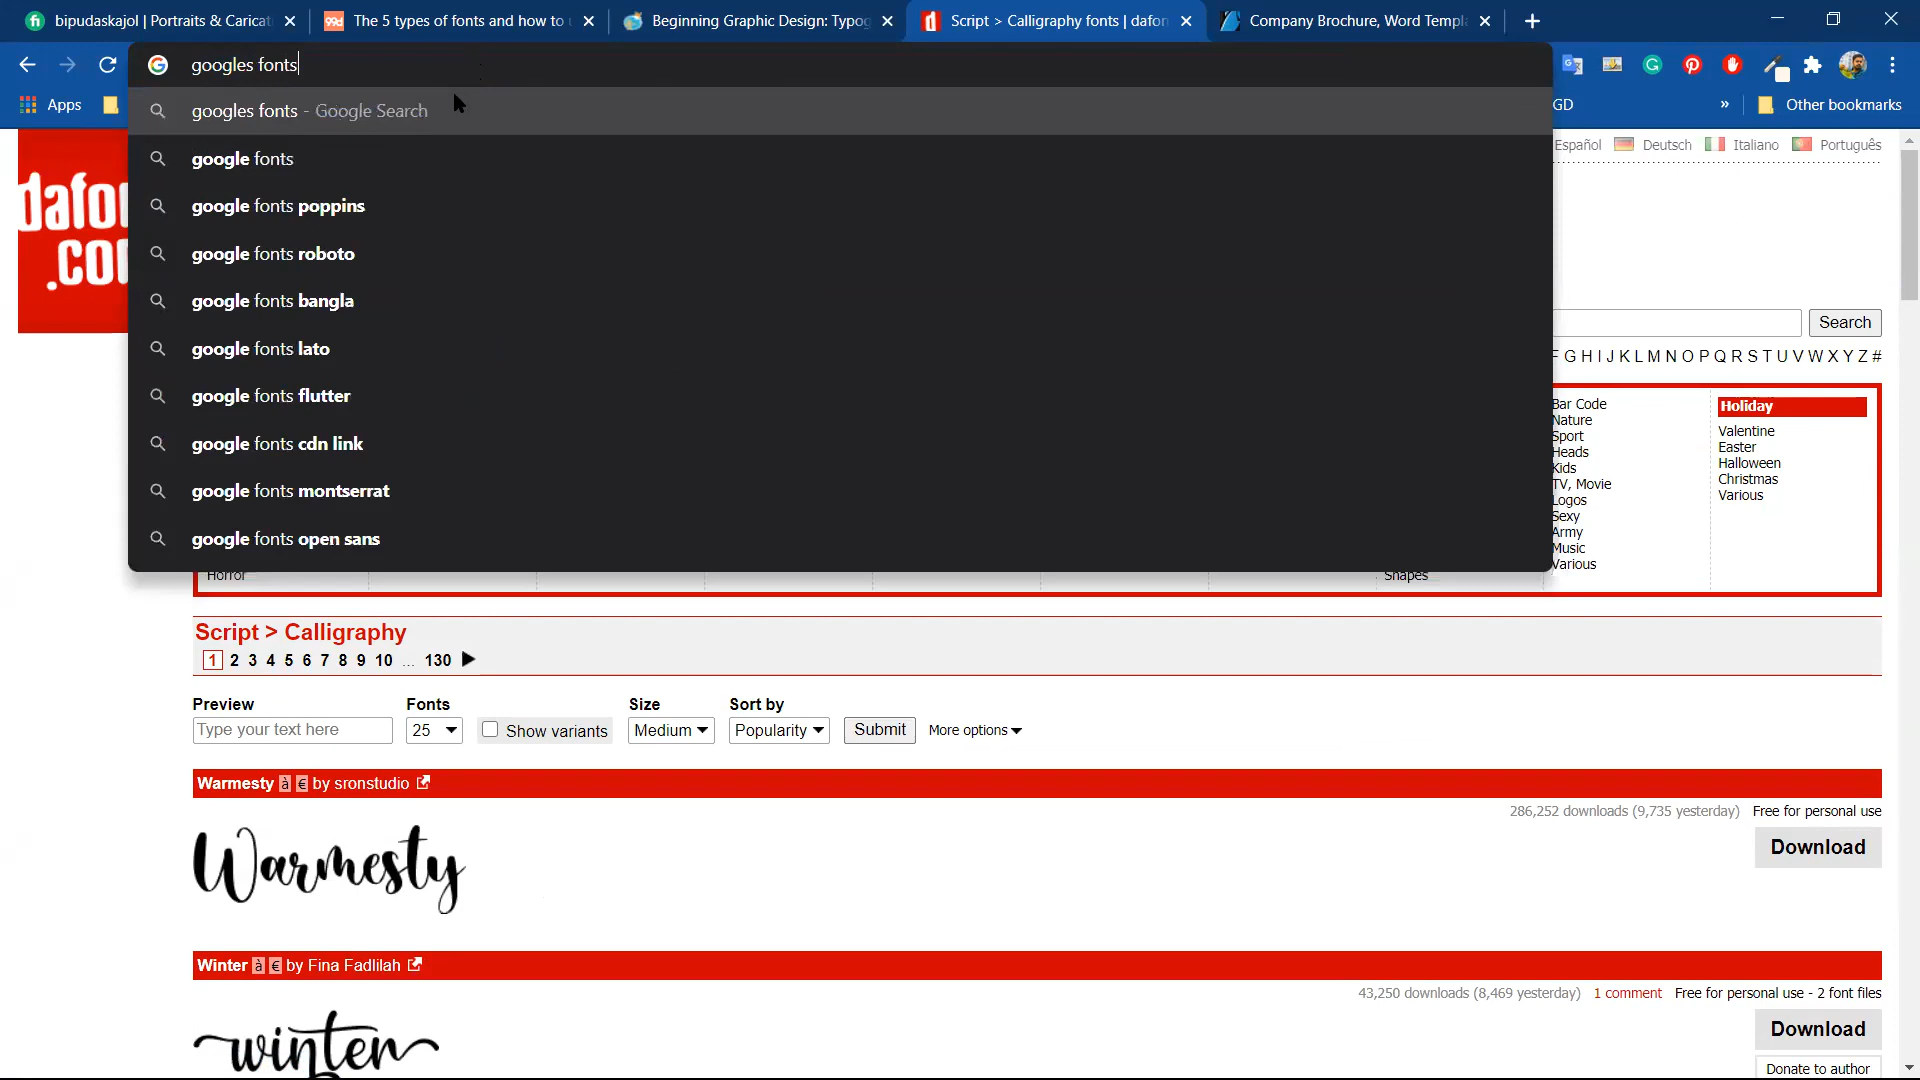 bipudaskajol | Portraits & Caricat
The 5 types of fonts and how to u
Beginning Graphic Design: Typog
Script > Calligraphy fonts | dafon
Company Brochure, Word Templ
googles fonts
Apps
GD
»
Other bookmarks
googles fonts - Google Search
google fonts
google fonts poppins
google fonts roboto
google fonts bangla
google fonts lato
google fonts flutter
google fonts cdn link
google fonts montserrat
google fonts open sans
Español Deutsch Italiano Português
.co
Search
F G H I J K L M N O P Q R S T U V W X Y Z #
Bar Code
Nature
Sport
Heads
Kids
TV, Movie
Logos
Sexy
Army
Music
Various
Holiday
Valentine
Easter
Halloween
Christmas
Various
Horror
Shapes
Script > Calligraphy
1 2 3 4 5 6 7 8 9 10 ... 130
Preview Fonts Size Sort by
Type your text here 25 Show variants Medium Popularity Submit More options
Warmesty à € by sronstudio
286,252 downloads (9,735 yesterday) Free for personal use
Warmesty
Download
Winter à € by Fina Fadlilah
43,250 downloads (8,469 yesterday) 1 comment Free for personal use - 2 font files
winter
Download
Donate to author